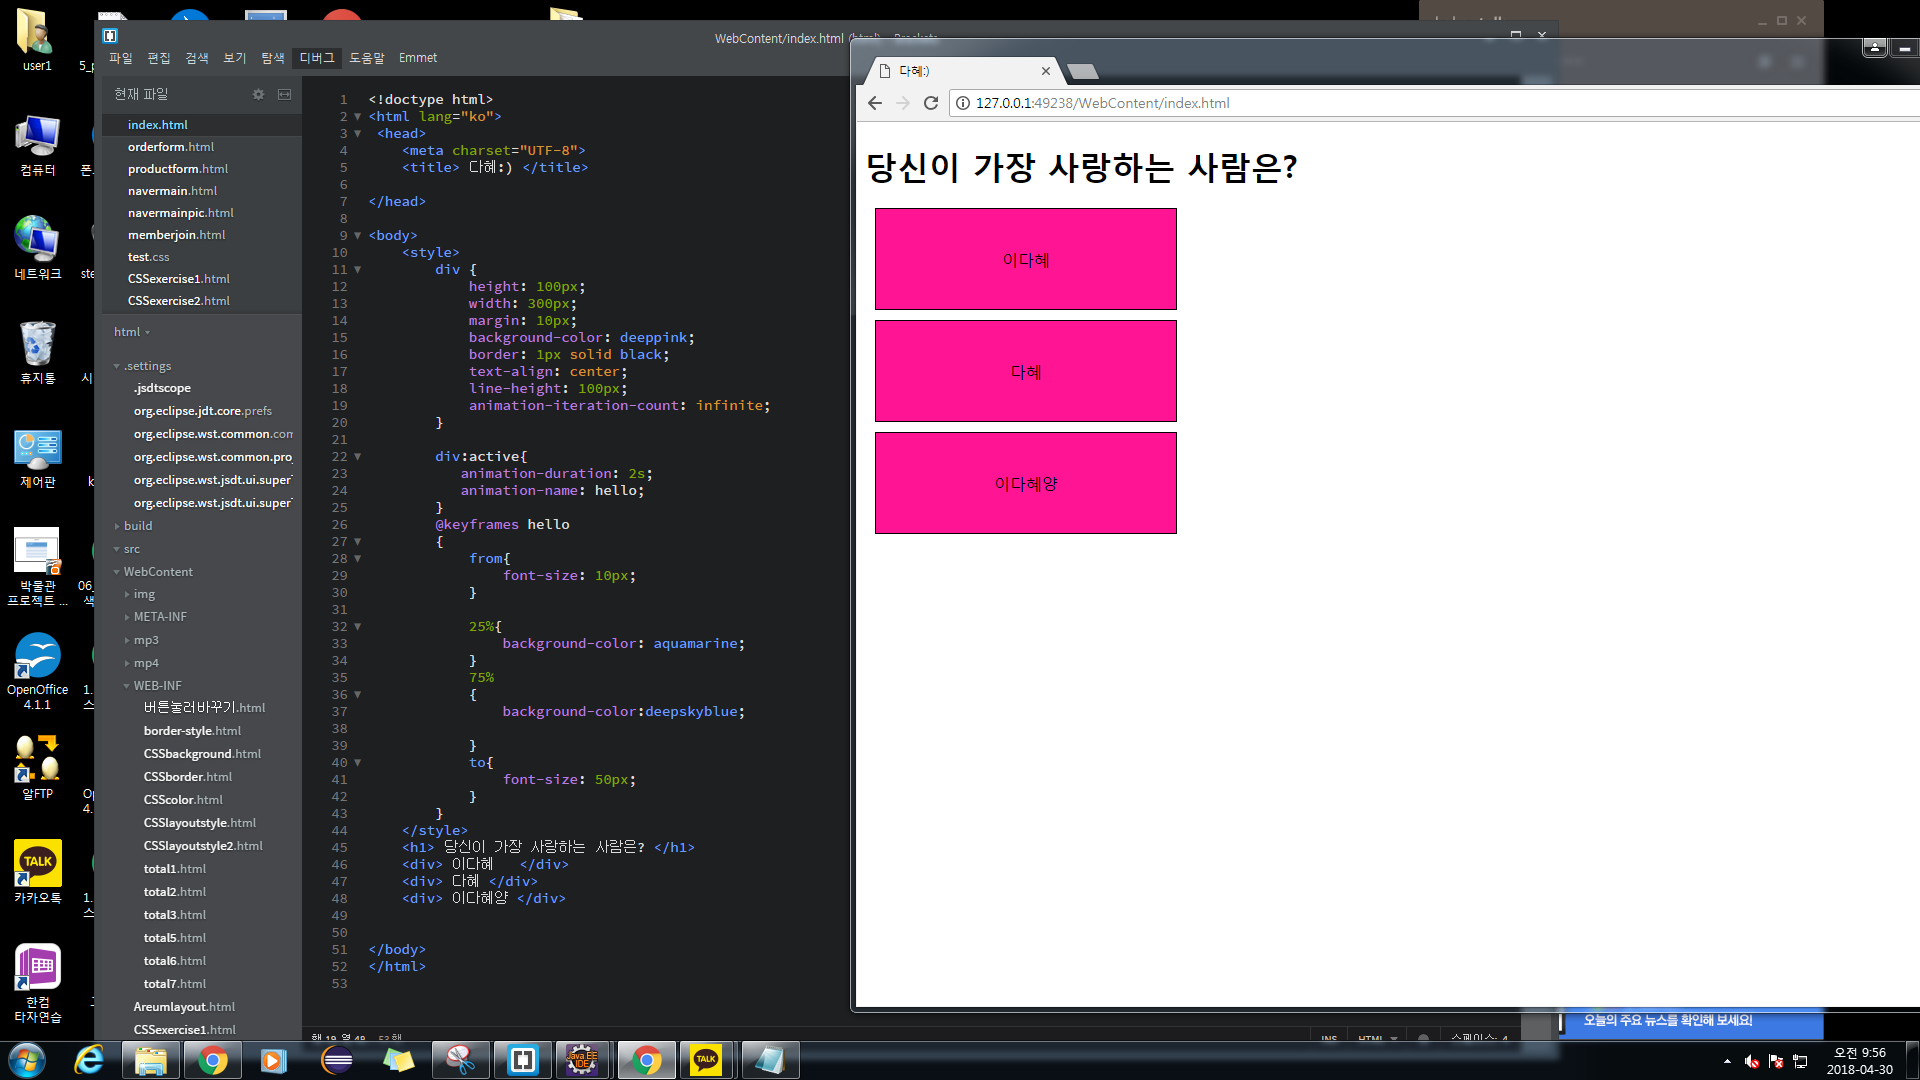 user1
컴퓨터
네트워크
휴지통
제어판
박물관
프로젝트 ...
OpenOffice
4.1.1
알FTP
카카오톡
한컴
타자연습
WebContent/index.html
파일 편집 검색 보기 탐색 디버그 도움말 Emmet
현재 파일
index.html
orderform.html
productform.html
navermain.html
navermainpic.html
memberjoin.html
test.css
CSSexercise1.html
CSSexercise2.html
html
.settings
.jsdtscope
org.eclipse.jdt.core.prefs
org.eclipse.wst.common.com
org.eclipse.wst.common.pro
org.eclipse.wst.jsdt.ui.super
org.eclipse.wst.jsdt.ui.super
build
src
WebContent
img
META-INF
mp3
mp4
WEB-INF
버튼눌러바꾸기.html
border-style.html
CSSbackground.html
CSSborder.html
CSScolor.html
CSSlayoutstyle.html
CSSlayoutstyle2.html
total1.html
total2.html
total3.html
total5.html
total6.html
total7.html
Areumlayout.html
CSSexercise1.html
1 <!doctype html>
2 <html lang="ko">
3 <head>
4 <meta charset="UTF-8">
5 <title> 다혜:) </title>
6
7 </head>
8
9 <body>
10 <style>
11 div {
12 height: 100px;
13 width: 300px;
14 margin: 10px;
15 background-color: deeppink;
16 border: 1px solid black;
17 text-align: center;
18 line-height: 100px;
19 animation-iteration-count: infinite;
20 }
21
22 div:active{
23 animation-duration: 2s;
24 animation-name: hello;
25 }
26 @keyframes hello
27 {
28 from{
29 font-size: 10px;
30 }
31
32 25%{
33 background-color: aquamarine;
34 }
35 75%
36 {
37 background-color:deepskyblue;
38
39 }
40 to{
41 font-size: 50px;
42 }
43 }
44 </style>
45 <h1> 당신이 가장 사랑하는 사람은? </h1>
46 <div> 이다혜 </div>
47 <div> 다혜 </div>
48 <div> 이다혜양 </div>
49
50
51 </body>
52 </html>
53
다혜:)
127.0.0.1:49238/WebContent/index.html
당신이 가장 사랑하는 사람은?
이다혜
다혜
이다혜양
오늘의 주요 뉴스를 확인해 보세요!
TALK
Java EE
IDE
TALK
오전 9:56
2018-04-30